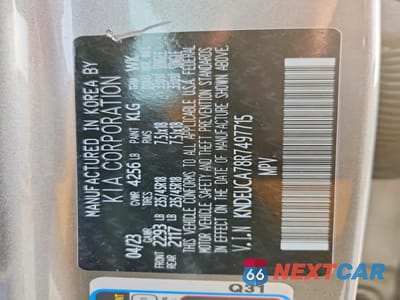 MANUFACTURED IN KOREA BY
KIA CORPORATION
04/23 GVWR 4256 LB KLG
GAWR TIRES RIMS
FRONT 2293 LB 235/45R18 7.5Jx18
REAR 2117 LB 235/45R18 7.5Jx18
THIS VEHICLE CONFORMS TO ALL APPLICABLE U.S.A FEDERAL
MOTOR VEHICLE SAFETY AND THEFT PREVENTION STANDARDS
IN EFFECT ON THE DATE OF MANUFACTURE SHOWN ABOVE.
V.I.N KNDEUCA78R7497715
MPV
Q31
66 NEXTCAR